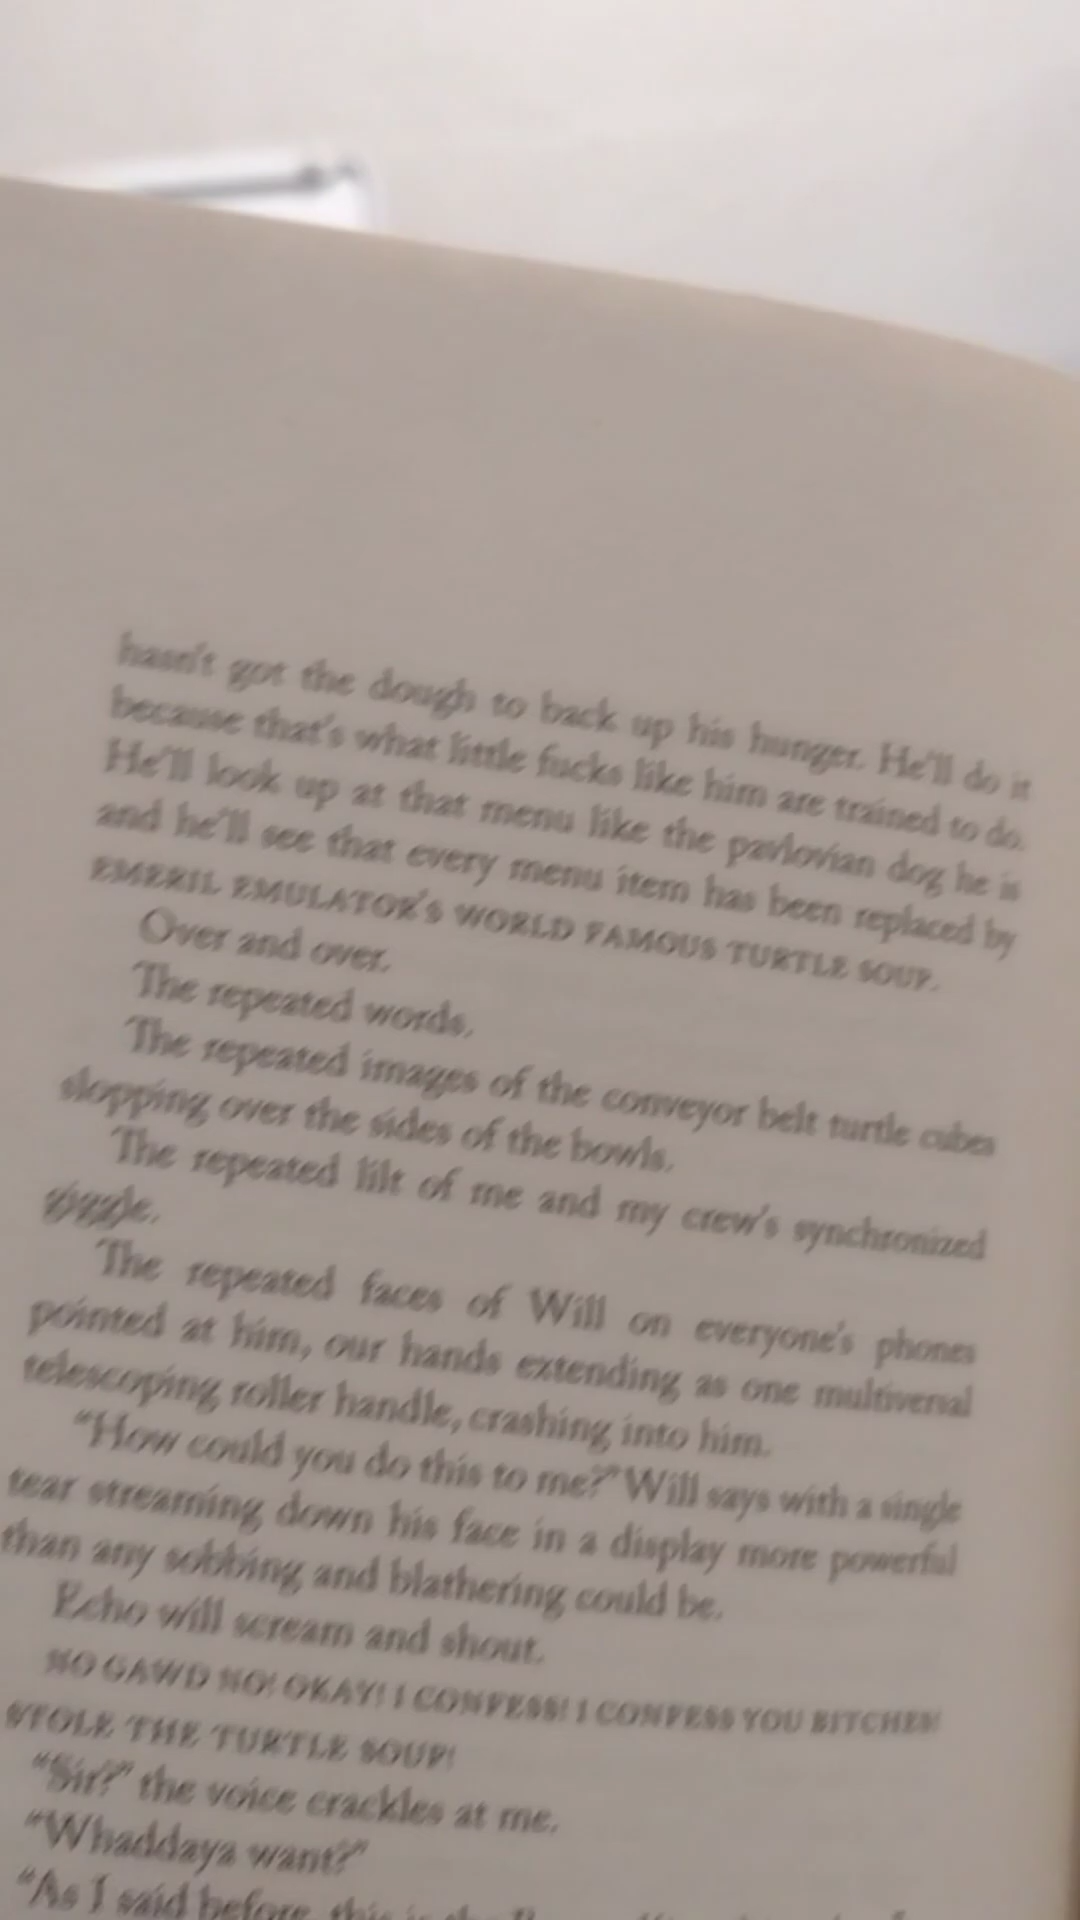 hasn't got the dough to back up his hunger. He'll do it
because that's what little fucks like him are trained to do.
He'll look up at that menu like the pavlovian dog he is
and he'll see that every menu item has been replaced by
EMERIL EMULATOR'S WORLD FAMOUS TURTLE SOUP.
Over and over.
The repeated words.
The repeated images of the conveyor belt turtle cubes
slopping over the sides of the bowls.
The repeated lilt of me and my crew's synchronized
giggle.
The repeated faces of Will on everyone's phones
pointed at him, our hands extending as one multiversal
telescoping roller handle, crashing into him.
"How could you do this to me?" Will says with a single
tear streaming down his face in a display more powerful
than any sobbing and blathering could be.
Echo will scream and shout.
NO GAWD NO! OKAY! I CONFESS! I CONFESS YOU BITCHES!
STOLE THE TURTLE SOUP!
"Sir?" the voice crackles at me.
"Whaddaya want?"
"As I said before, this is the